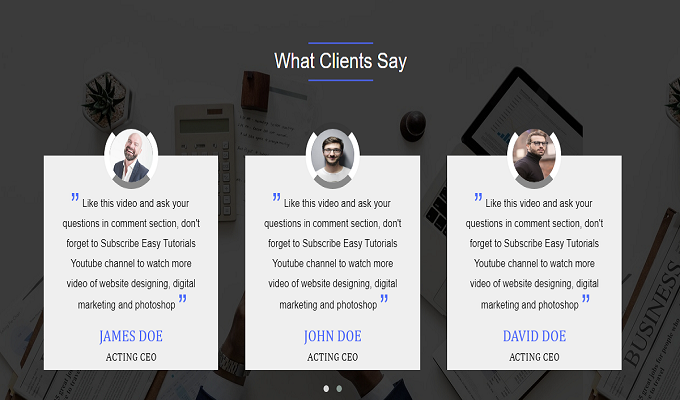 What Clients Say
” Like this video and ask your
questions in comment section, don't
forget to Subscribe Easy Tutorials
Youtube channel to watch more
video of website designing, digital
marketing and photoshop ”
JAMES DOE
ACTING CEO
” Like this video and ask your
questions in comment section, don't
forget to Subscribe Easy Tutorials
Youtube channel to watch more
video of website designing, digital
marketing and photoshop ”
JOHN DOE
ACTING CEO
” Like this video and ask your
questions in comment section, don't
forget to Subscribe Easy Tutorials
Youtube channel to watch more
video of website designing, digital
marketing and photoshop ”
DAVID DOE
ACTING CEO
BUSINESS